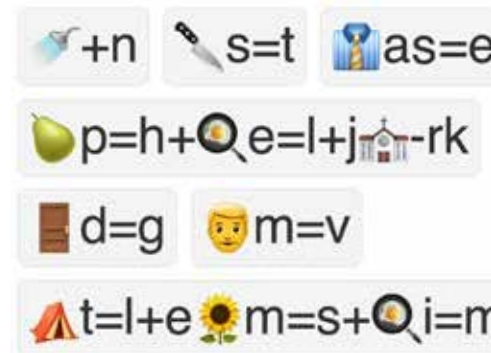 🚿+n 🔪s=t 👔as=e
🍐p=h+🍳e=l+j⛪-rk
🚪d=g 👨m=v
⛺t=l+e🌻m=s+🍳i=m